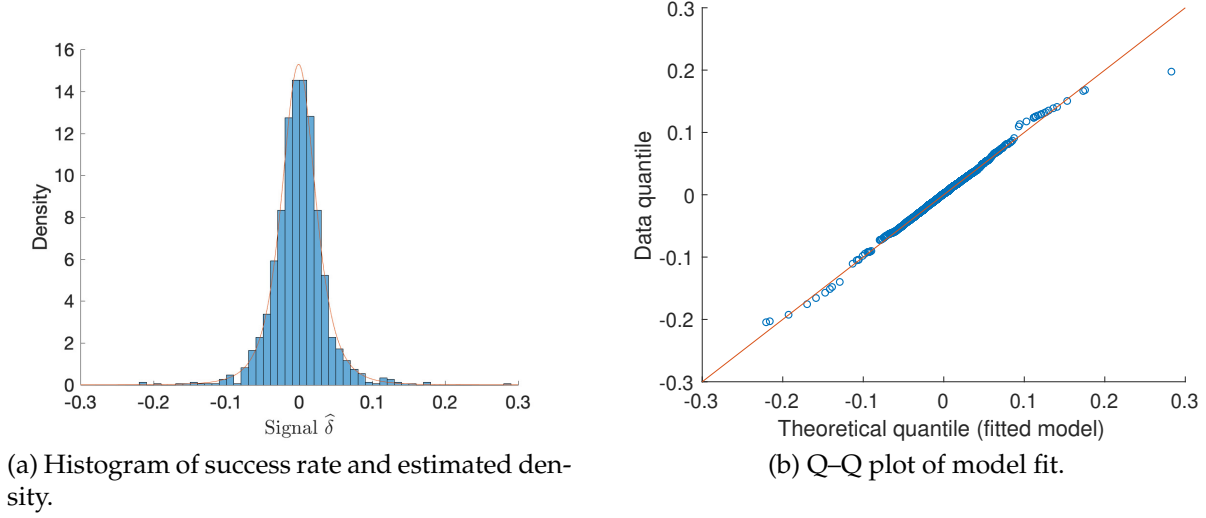 16
14
12
10
8
6
4
2
0
Density
-0.3 -0.2 -0.1 0 0.1 0.2 0.3
Signal δ̂
(a) Histogram of success rate and estimated den-
sity.
0.3
0.2
0.1
0
-0.1
-0.2
-0.3
Data quantile
-0.3 -0.2 -0.1 0 0.1 0.2 0.3
Theoretical quantile (fitted model)
(b) Q–Q plot of model fit.